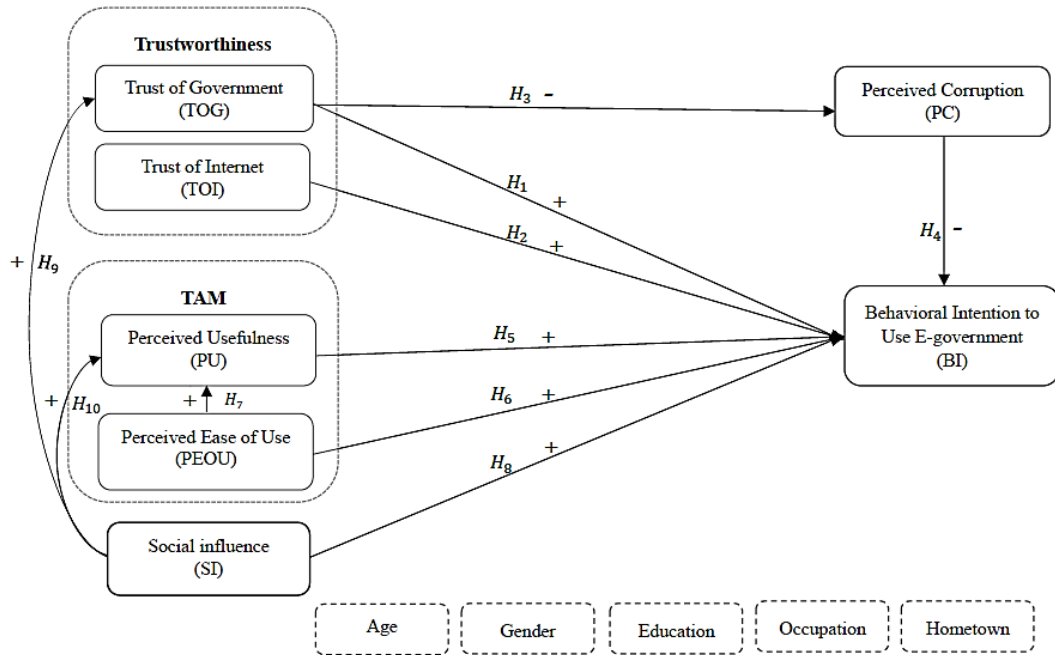 Trustworthiness
Trust of Government
(TOG)
H3 -
Perceived Corruption
(PC)
Trust of Internet
(TOI)
H1
+
H2
+
H4 -
+ H9
TAM
Perceived Usefulness
(PU)
H5 +
Behavioral Intention to
Use E-government
(BI)
+ H10
+ H7
H6 +
Perceived Ease of Use
(PEOU)
H8
+
Social influence
(SI)
Age
Gender
Education
Occupation
Hometown